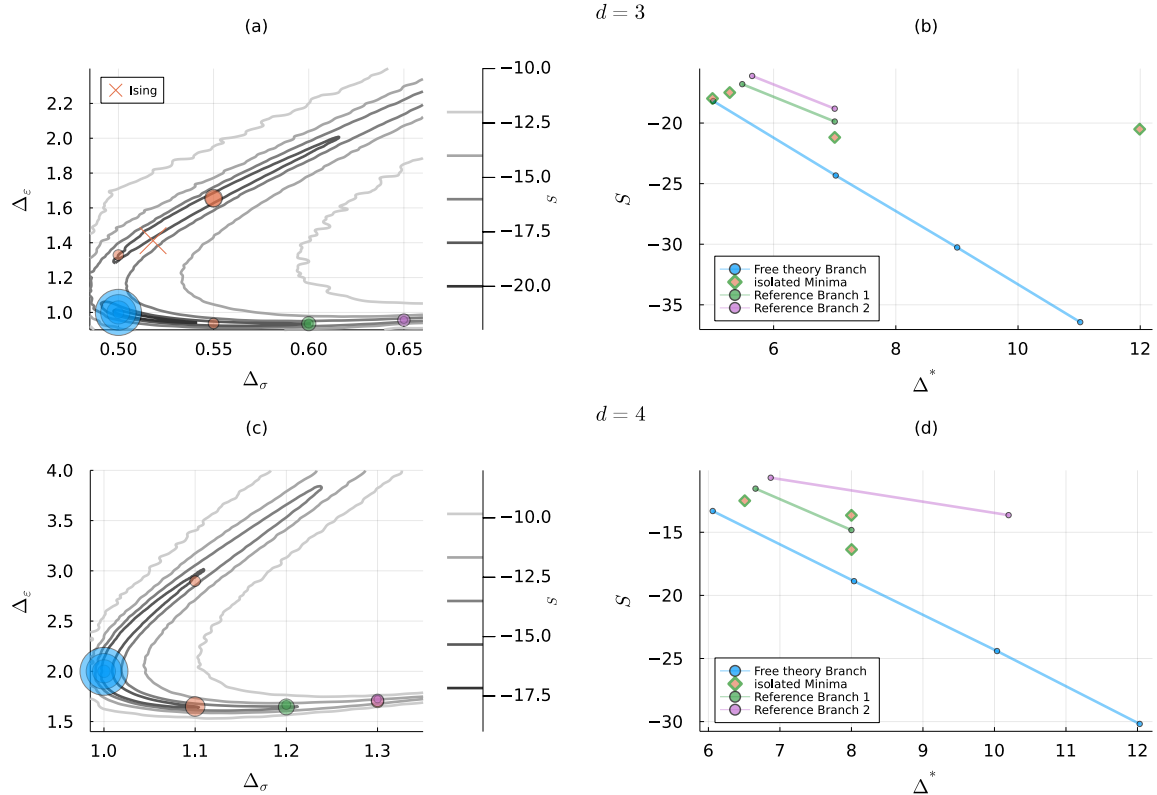 d = 3
(a)
Ising
Δ_ε
2.2
2.0
1.8
1.6
1.4
1.2
1.0
0.50
0.55
0.60
0.65
Δ_σ
−10.0
−12.5
−15.0
−17.5
−20.0
S
(b)
S
−20
−25
−30
−35
Free theory Branch
isolated Minima
Reference Branch 1
Reference Branch 2
6
8
10
12
Δ*
d = 4
(c)
Δ_ε
4.0
3.5
3.0
2.5
2.0
1.5
1.0
1.1
1.2
1.3
Δ_σ
−10.0
−12.5
−15.0
−17.5
S
(d)
S
−15
−20
−25
−30
Free theory Branch
isolated Minima
Reference Branch 1
Reference Branch 2
6
7
8
9
10
11
12
Δ*